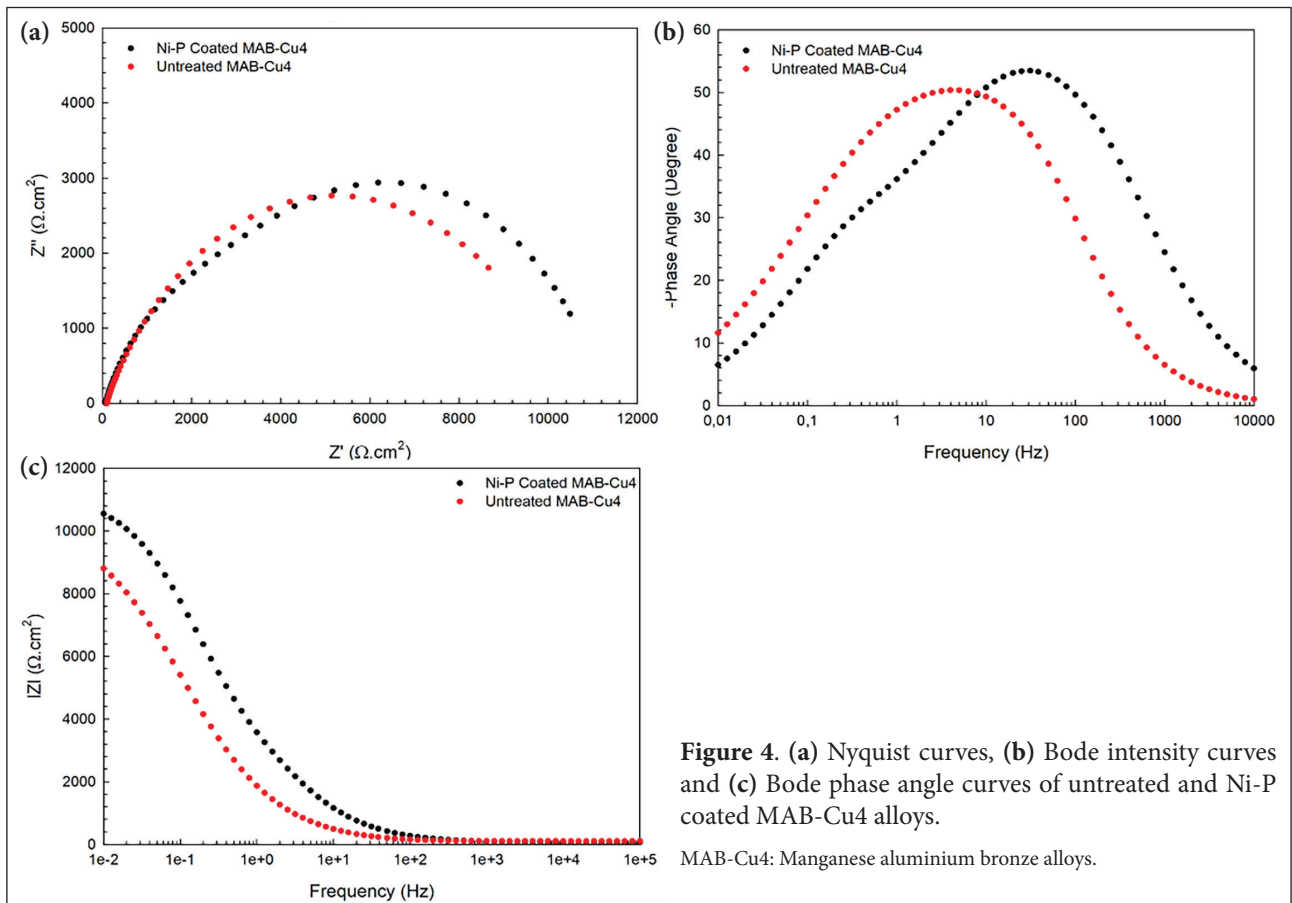 (a)
5000
4000
3000
2000
1000
0
Z'' (Ω.cm²)
Ni-P Coated MAB-Cu4
Untreated MAB-Cu4
0 2000 4000 6000 8000 10000 12000
Z' (Ω.cm²)
(b)
60
50
40
30
20
10
0
-Phase Angle (Degree)
Ni-P Coated MAB-Cu4
Untreated MAB-Cu4
0,01 0,1 1 10 100 1000 10000
Frequency (Hz)
(c)
12000
10000
8000
6000
4000
2000
0
|Z| (Ω.cm²)
Ni-P Coated MAB-Cu4
Untreated MAB-Cu4
1e-2 1e-1 1e+0 1e+1 1e+2 1e+3 1e+4 1e+5
Frequency (Hz)
Figure 4. (a) Nyquist curves, (b) Bode intensity curves
and (c) Bode phase angle curves of untreated and Ni-P
coated MAB-Cu4 alloys.
MAB-Cu4: Manganese aluminium bronze alloys.